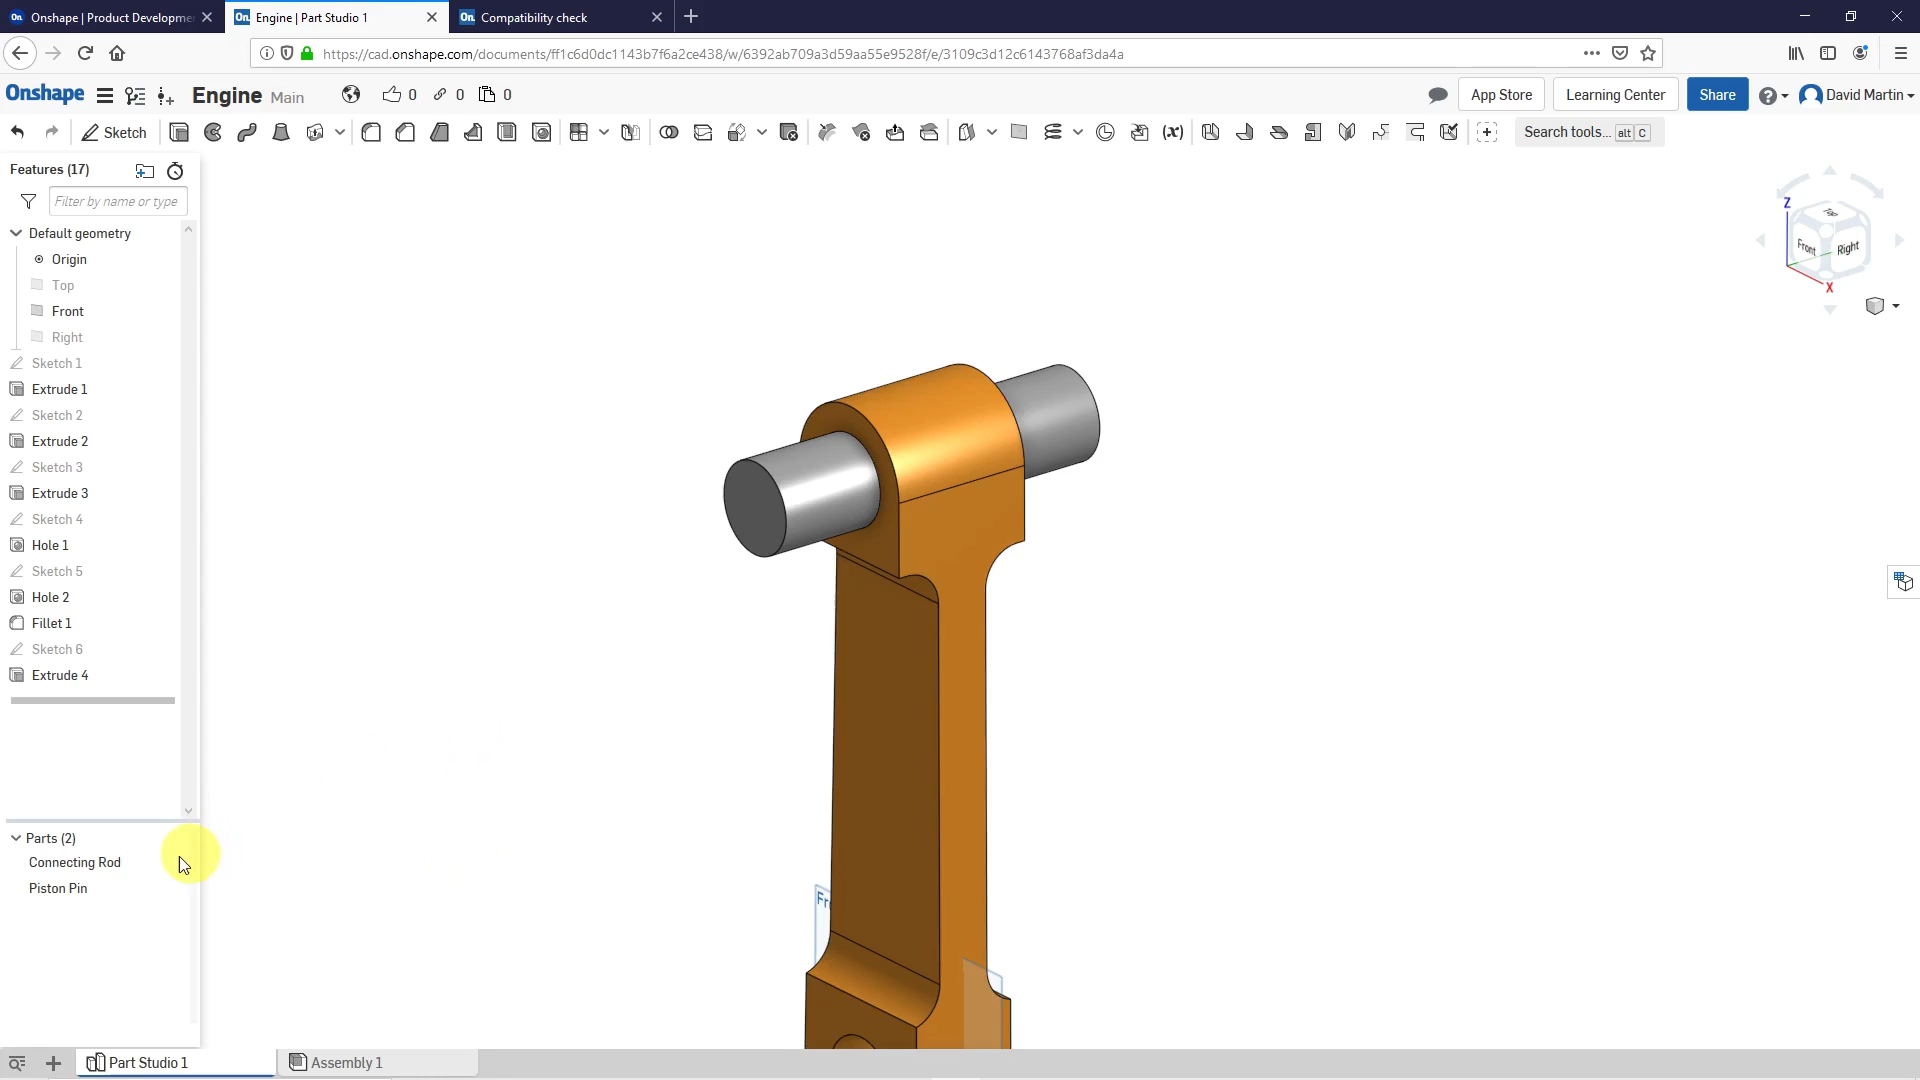 Onshape | Product Developme
Engine | Part Studio 1
Compatibility check
https://cad.onshape.com/documents/ff1c6d0dc1143b7f6a2ce438/w/6392ab709a3d59aa55e9528f/e/3109c3d12c6143768af3da4a
Onshape
Engine Main
0
0
0
App Store
Learning Center
Share
David Martin
Sketch
Search tools... alt C
Features (17)
Filter by name or type
Default geometry
Origin
Top
Front
Right
Sketch 1
Extrude 1
Sketch 2
Extrude 2
Sketch 3
Extrude 3
Sketch 4
Hole 1
Sketch 5
Hole 2
Fillet 1
Sketch 6
Extrude 4
Parts (2)
Connecting Rod
Piston Pin
Z
Top
Front
Right
X
Fr
Part Studio 1
Assembly 1